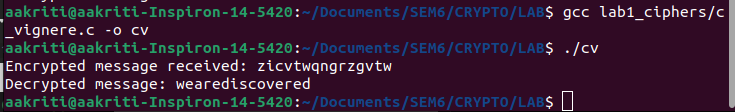 aakriti@aakriti-Inspiron-14-5420:~/Documents/SEM6/CRYPTO/LAB$ gcc lab1_ciphers/c
_vignere.c -o cv
aakriti@aakriti-Inspiron-14-5420:~/Documents/SEM6/CRYPTO/LAB$ ./cv
Encrypted message received: zicvtwqngrzgvtw
Decrypted message: wearediscovered
aakriti@aakriti-Inspiron-14-5420:~/Documents/SEM6/CRYPTO/LAB$